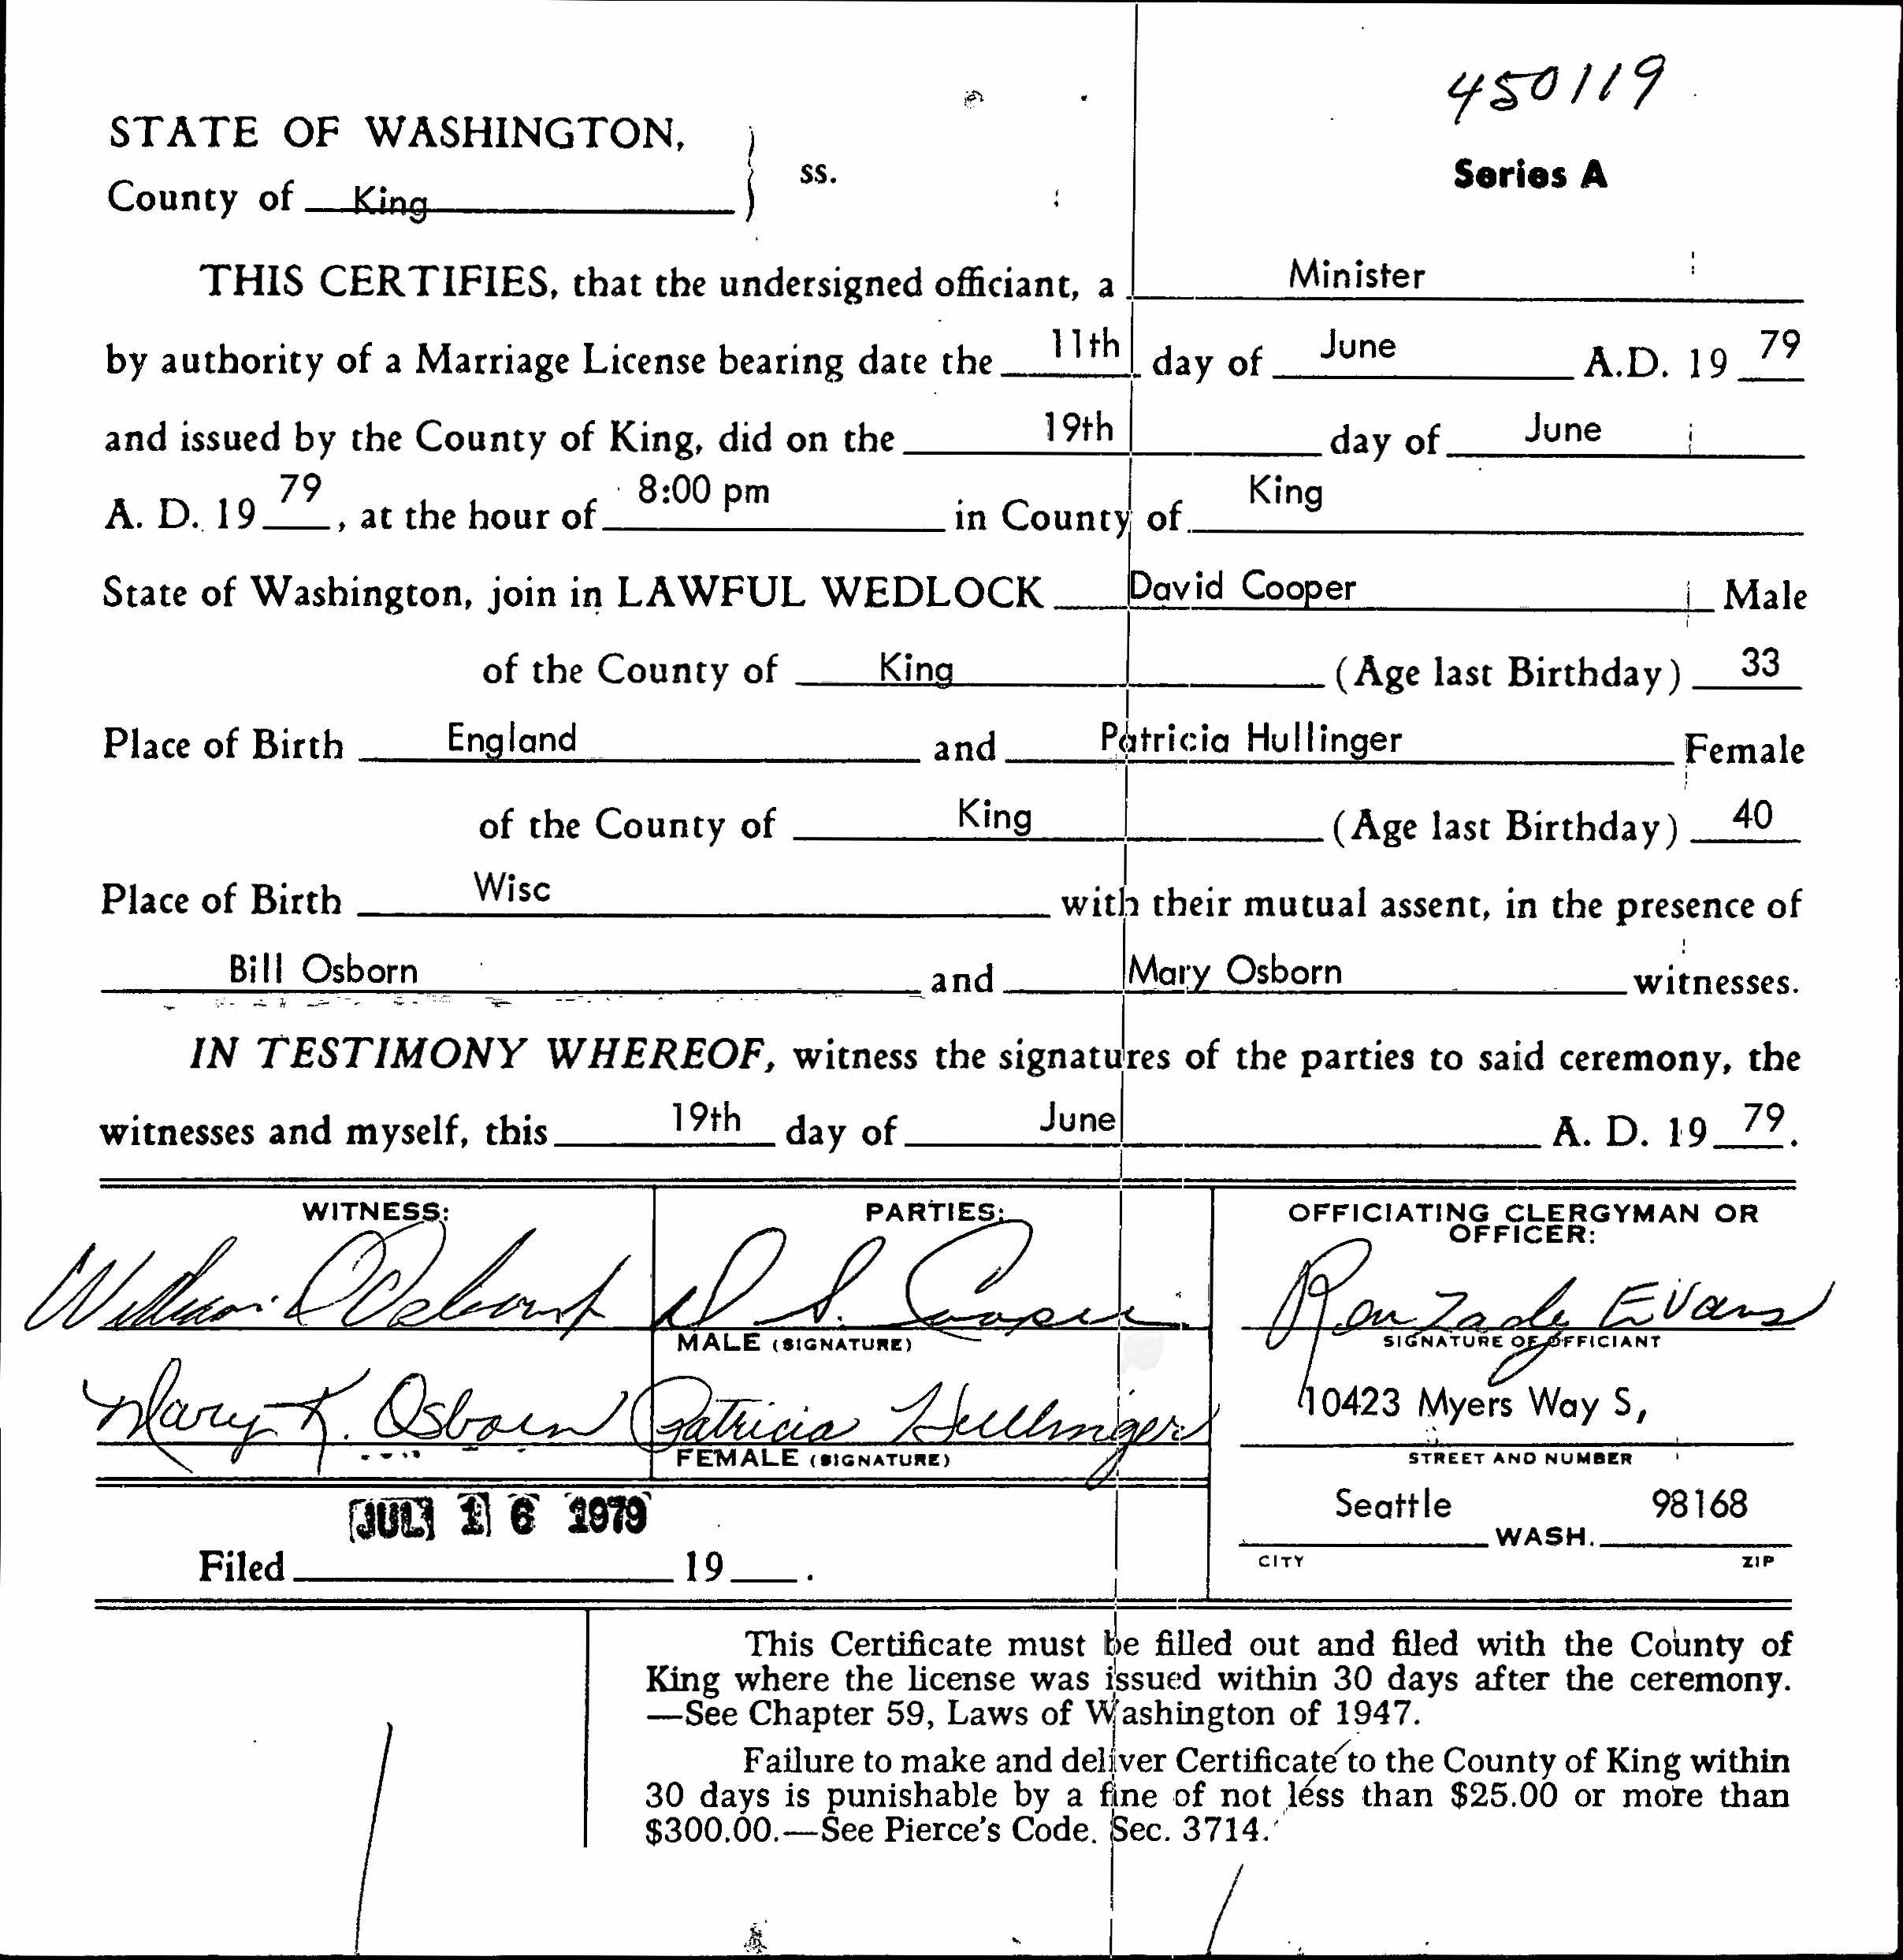 450119
STATE OF WASHINGTON,
ss.
Series A
County of King
THIS CERTIFIES, that the undersigned officiant, a Minister
by authority of a Marriage License bearing date the 11th day of June A.D. 19 79
and issued by the County of King, did on the 19th day of June
A. D. 19 79, at the hour of 8:00 pm in County of King
State of Washington, join in LAWFUL WEDLOCK David Cooper Male
of the County of King (Age last Birthday) 33
Place of Birth England and Patricia Hullinger Female
of the County of King (Age last Birthday) 40
Place of Birth Wisc with their mutual assent, in the presence of
Bill Osborn and Mary Osborn witnesses.
IN TESTIMONY WHEREOF, witness the signatures of the parties to said ceremony, the
witnesses and myself, this 19th day of June A. D. 19 79.
WITNESS:
William Osborn
Mary K. Osborn
PARTIES:
D S. Cooper
MALE (SIGNATURE)
Patricia Hullinger
FEMALE (SIGNATURE)
OFFICIATING CLERGYMAN OR
OFFICER:
Ron Zady Evans
SIGNATURE OF OFFICIANT
10423 Myers Way S,
STREET AND NUMBER
Seattle 98168
WASH.
CITY ZIP
JUL 16 1979
Filed 19 .
This Certificate must be filled out and filed with the County of
King where the license was issued within 30 days after the ceremony.
—See Chapter 59, Laws of Washington of 1947.
Failure to make and deliver Certificate to the County of King within
30 days is punishable by a fine of not less than $25.00 or more than
$300.00.—See Pierce's Code. Sec. 3714.